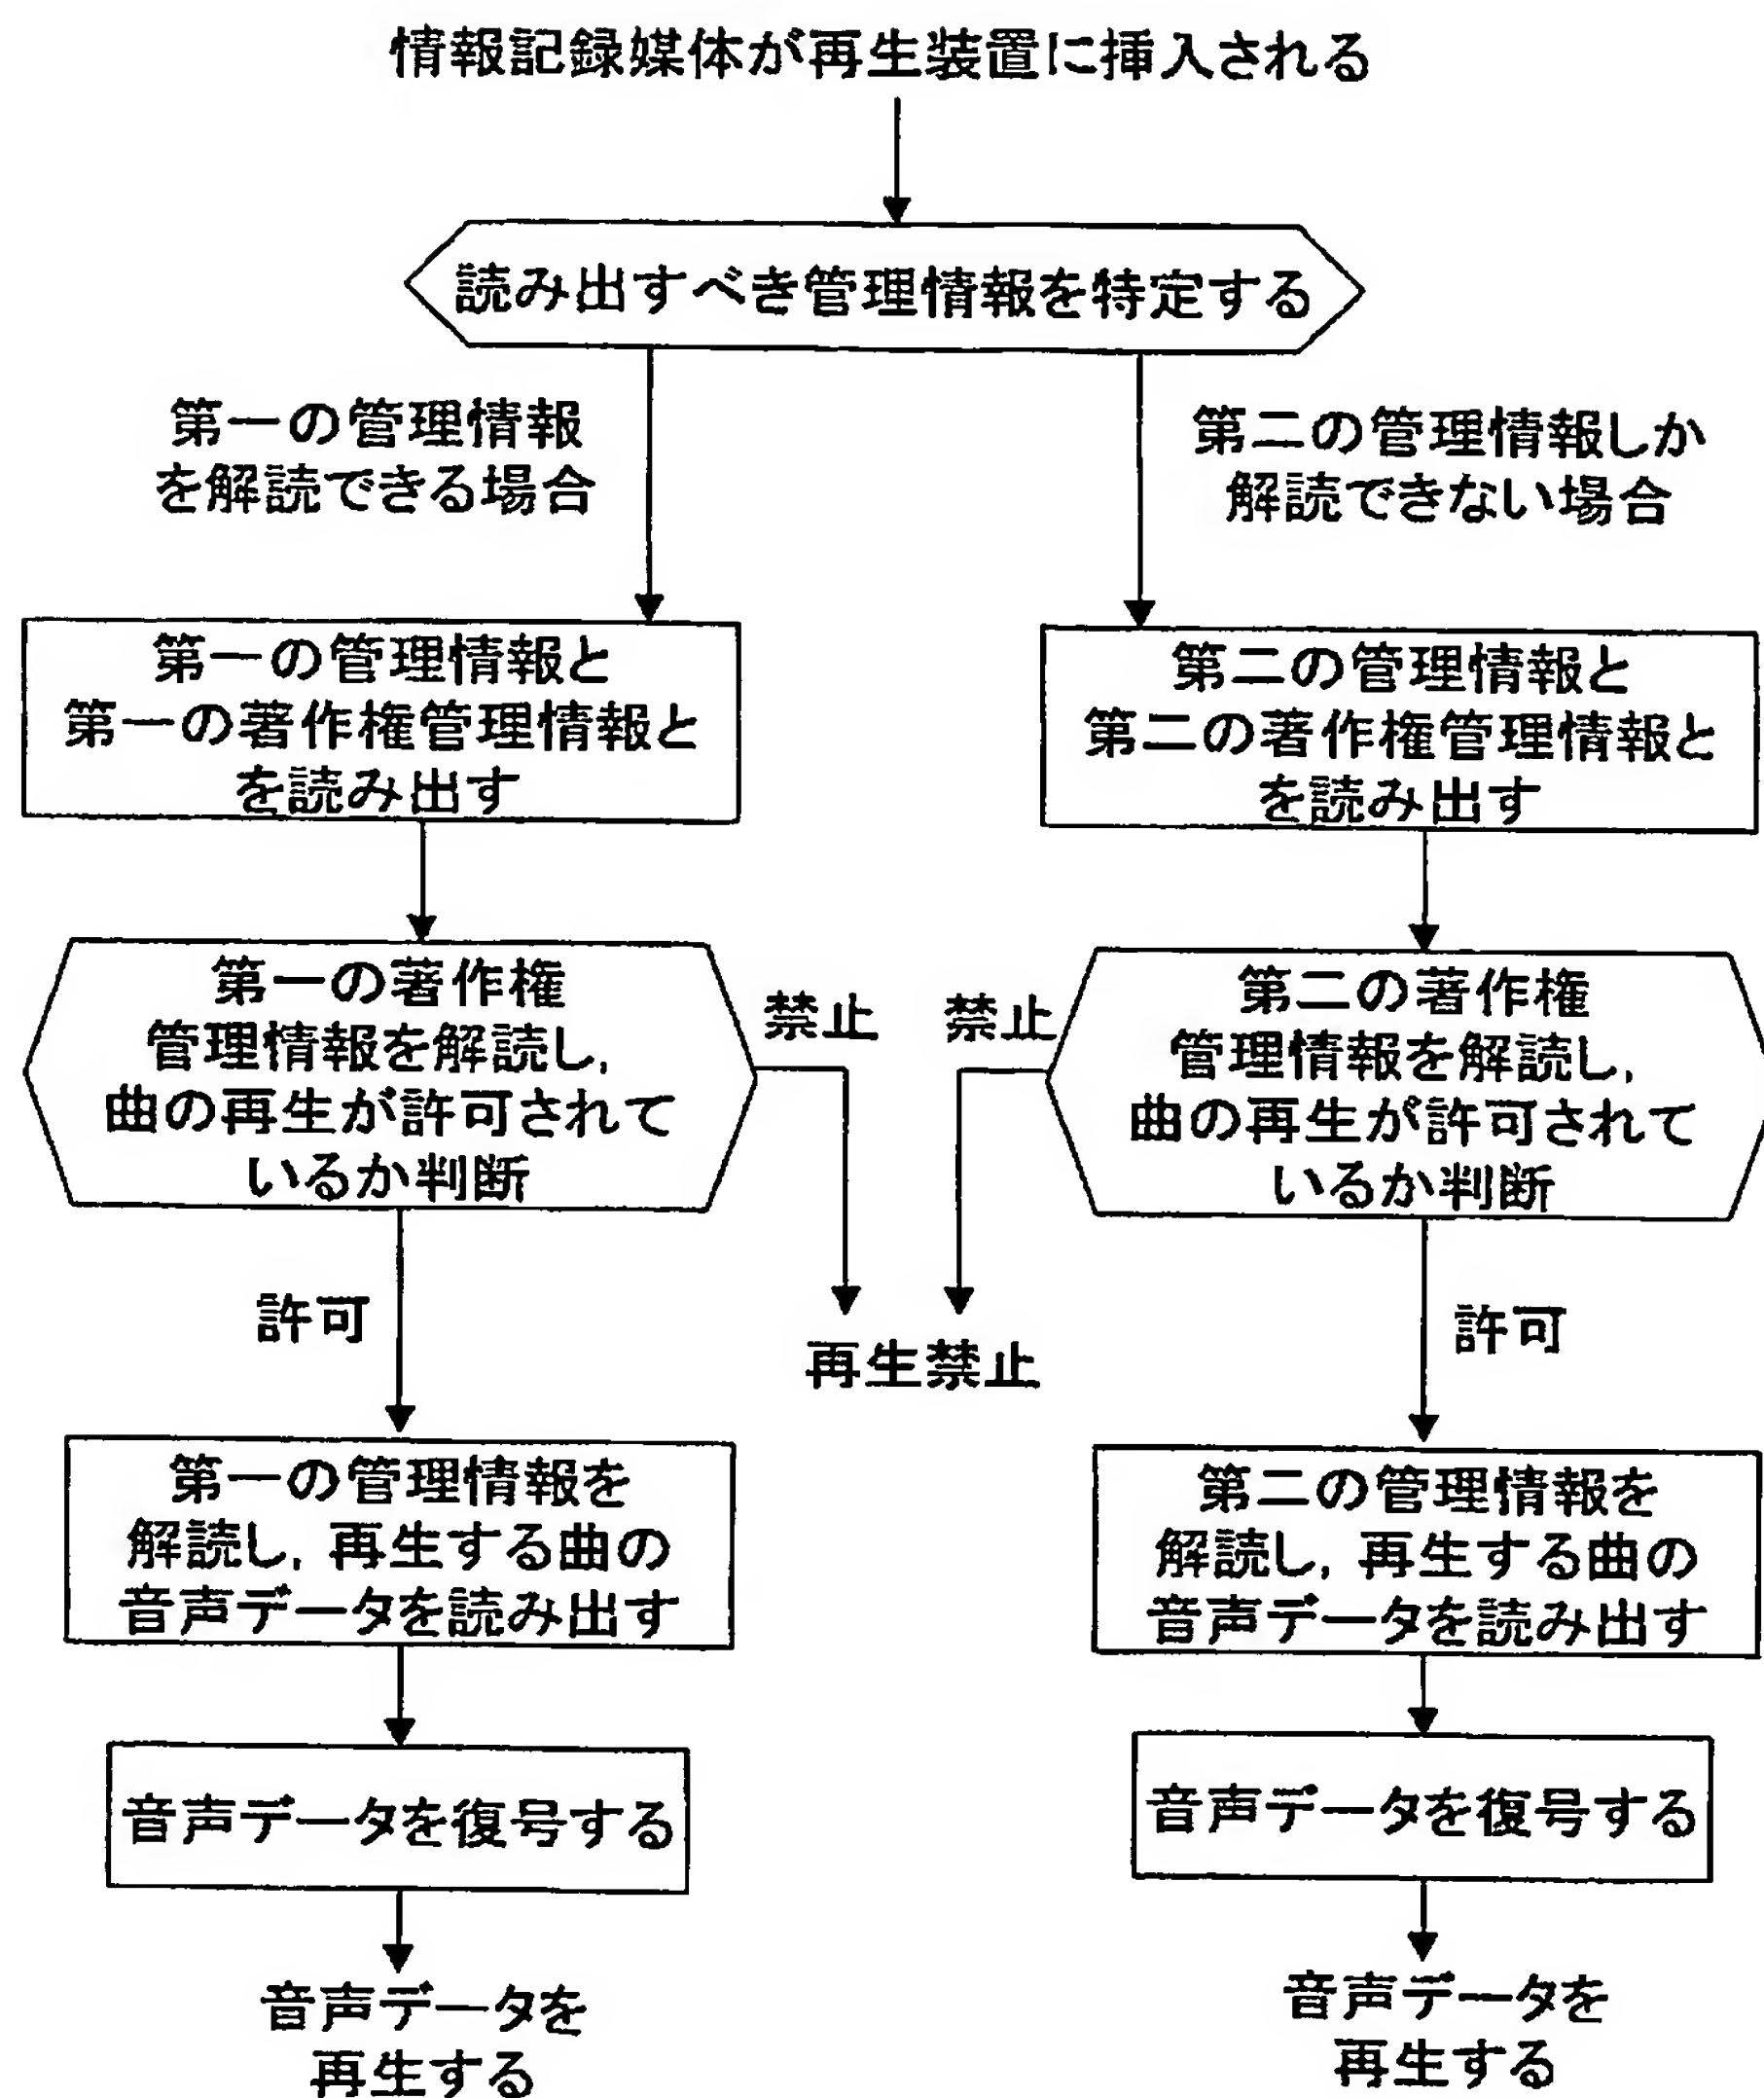 情報記録媒体が再生装置に挿入される
読み出すべき管理情報を特定する
第一の管理情報
を解読できる場合
第二の管理情報しか
解読できない場合
第一の管理情報と
第一の著作権管理情報と
を読み出す
第二の管理情報と
第二の著作権管理情報と
を読み出す
第一の著作権
管理情報を解読し,
曲の再生が許可されて
いるか判断
禁止
禁止
第二の著作権
管理情報を解読し,
曲の再生が許可されて
いるか判断
許可
再生禁止
許可
第一の管理情報を
解読し, 再生する曲の
音声データを読み出す
第二の管理情報を
解読し, 再生する曲の
音声データを読み出す
音声データを復号する
音声データを復号する
音声データを
再生する
音声データを
再生する